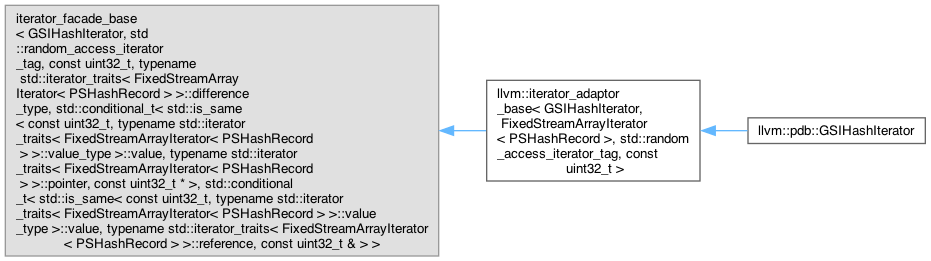 iterator_facade_base
< GSIHashIterator, std
::random_access_iterator
_tag, const uint32_t, typename
std::iterator_traits< FixedStreamArray
Iterator< PSHashRecord > >::difference
_type, std::conditional_t< std::is_same
< const uint32_t, typename std::iterator
_traits< FixedStreamArrayIterator< PSHashRecord
> >::value_type >::value, typename std::iterator
_traits< FixedStreamArrayIterator< PSHashRecord
> >::pointer, const uint32_t * >, std::conditional
_t< std::is_same< const uint32_t, typename std::iterator
_traits< FixedStreamArrayIterator< PSHashRecord > >::value
_type >::value, typename std::iterator_traits< FixedStreamArrayIterator
< PSHashRecord > >::reference, const uint32_t & > >
llvm::iterator_adaptor
_base< GSIHashIterator,
FixedStreamArrayIterator
< PSHashRecord >, std::random
_access_iterator_tag, const
uint32_t >
llvm::pdb::GSIHashIterator